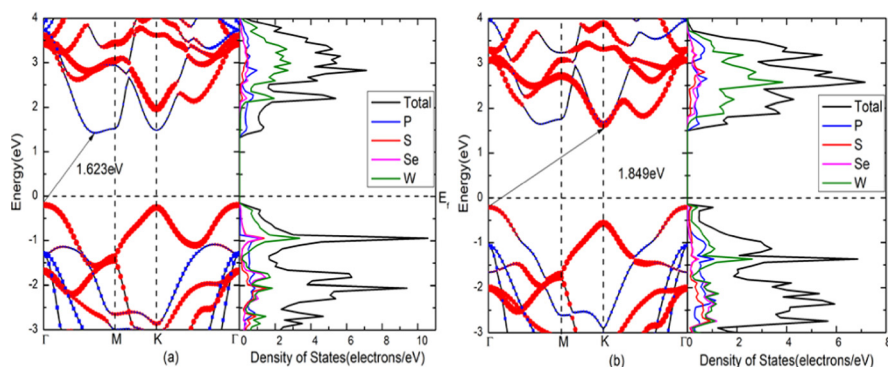 4
3
2
1
0
-1
-2
-3
Energy(eV)
1.623eV
Γ
M
K
Γ
(a)
Total
P
S
Se
W
E
0
2
4
6
8
10
Density of States(electrons/eV)
4
3
2
1
0
-1
-2
-3
Energy(eV)
1.849eV
Γ
M
K
Γ
(b)
Total
P
S
Se
W
0
2
4
6
8
Density of States(electrons/eV)